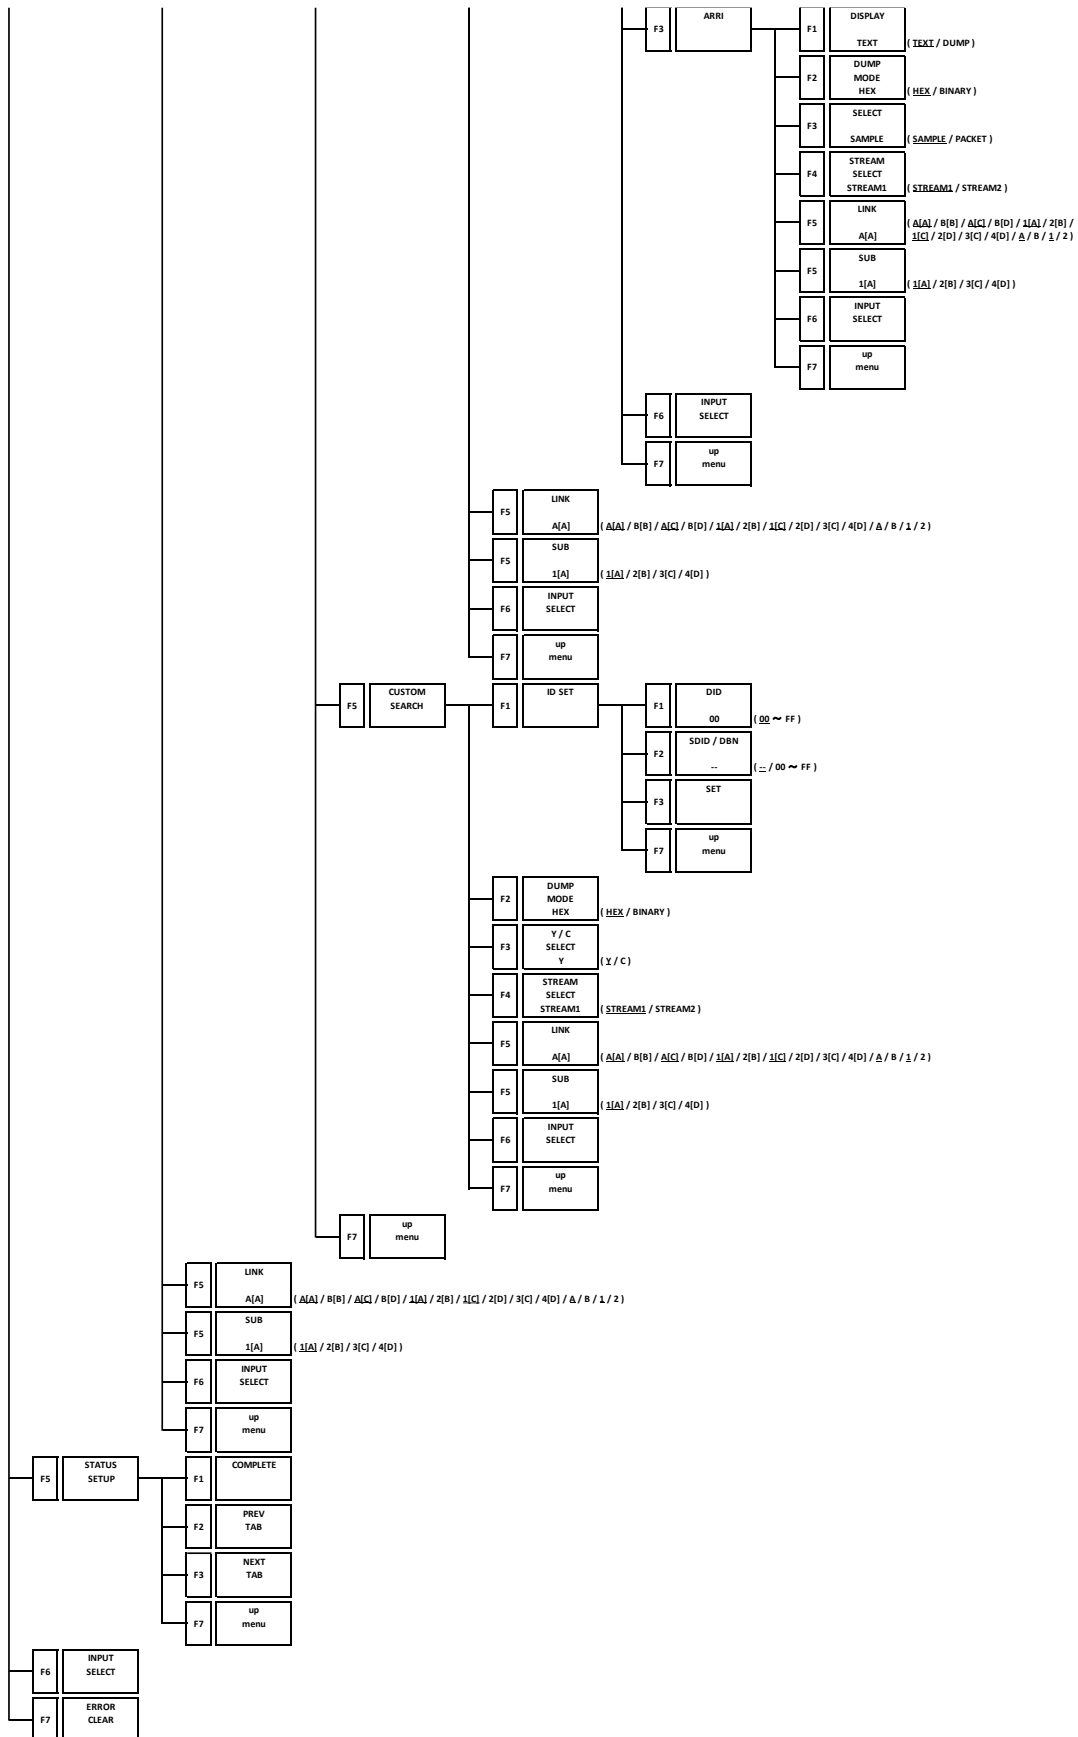 F3
ARRI
F1
DISPLAY
TEXT
( TEXT / DUMP )
F2
DUMP
MODE
HEX
( HEX / BINARY )
F3
SELECT
SAMPLE
( SAMPLE / PACKET )
F4
STREAM
SELECT
STREAM1
( STREAM1 / STREAM2 )
F5
LINK
A[A]
( A[A] / B[B] / A[C] / B[D] / 1[A] / 2[B] /
1[C] / 2[D] / 3[C] / 4[D] / A / B / 1 / 2 )
F5
SUB
1[A]
( 1[A] / 2[B] / 3[C] / 4[D] )
F6
INPUT
SELECT
F7
up
menu
F6
INPUT
SELECT
F7
up
menu
F5
LINK
A[A]
( A[A] / B[B] / A[C] / B[D] / 1[A] / 2[B] / 1[C] / 2[D] / 3[C] / 4[D] / A / B / 1 / 2 )
F5
SUB
1[A]
( 1[A] / 2[B] / 3[C] / 4[D] )
F6
INPUT
SELECT
F7
up
menu
F5
CUSTOM
SEARCH
F1
ID SET
F1
DID
00
( 00 ~ FF )
F2
SDID / DBN
--
( -- / 00 ~ FF )
F3
SET
F7
up
menu
F2
DUMP
MODE
HEX
( HEX / BINARY )
F3
Y / C
SELECT
Y
( Y / C )
F4
STREAM
SELECT
STREAM1
( STREAM1 / STREAM2 )
F5
LINK
A[A]
( A[A] / B[B] / A[C] / B[D] / 1[A] / 2[B] / 1[C] / 2[D] / 3[C] / 4[D] / A / B / 1 / 2 )
F5
SUB
1[A]
( 1[A] / 2[B] / 3[C] / 4[D] )
F6
INPUT
SELECT
F7
up
menu
F7
up
menu
F5
LINK
A[A]
( A[A] / B[B] / A[C] / B[D] / 1[A] / 2[B] / 1[C] / 2[D] / 3[C] / 4[D] / A / B / 1 / 2 )
F5
SUB
1[A]
( 1[A] / 2[B] / 3[C] / 4[D] )
F6
INPUT
SELECT
F7
up
menu
F5
STATUS
SETUP
F1
COMPLETE
F2
PREV
TAB
F3
NEXT
TAB
F7
up
menu
F6
INPUT
SELECT
F7
ERROR
CLEAR